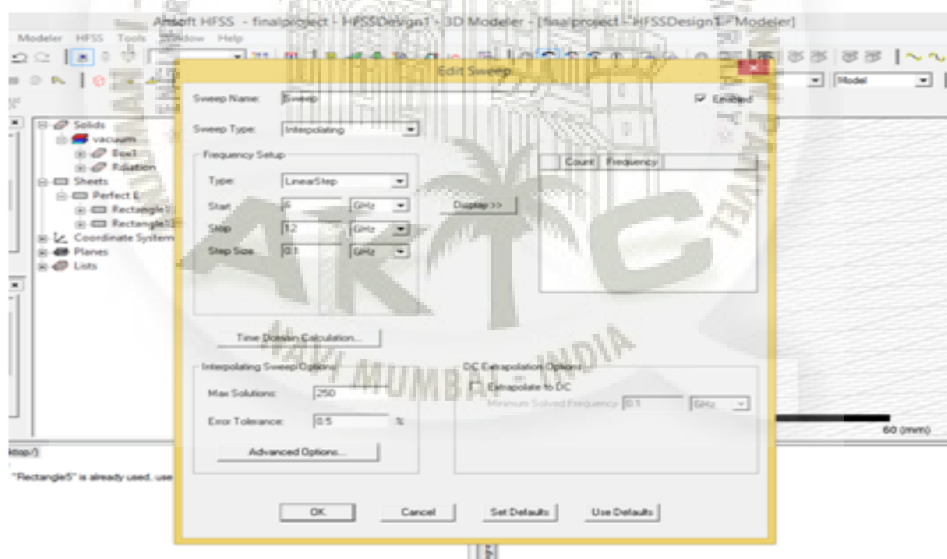 Ansoft HFSS - finalproject - HFSSDesign1 - 3D Modeler - [finalproject - HFSSDesign1 - Modeler]
Modeler HFSS Tools Window Help
Model
Edit Sweep
Sweep Name: Sweep
Enabled
Sweep Type: Interpolating
Frequency Setup
Type: LinearStep
Start 6 GHz
Stop 12 GHz
Step Size 0.1 GHz
Display >>
Count Frequency
Time Domain Calculation...
Interpolating Sweep Options
Max Solutions: 250
Error Tolerance: 0.5 %
Advanced Options...
DC Extrapolation Options
Extrapolate to DC
Minimum Solved Frequency 0.1 GHz
OK Cancel Set Defaults Use Defaults
Solids
vacuum
Box1
Sheets
Perfect E
Rectangle1
Coordinate System
Planes
Lists
60 (mm)
ktop/)
"Rectangle5" is already used, use
AKTC
NAVI MUMBAI - INDIA